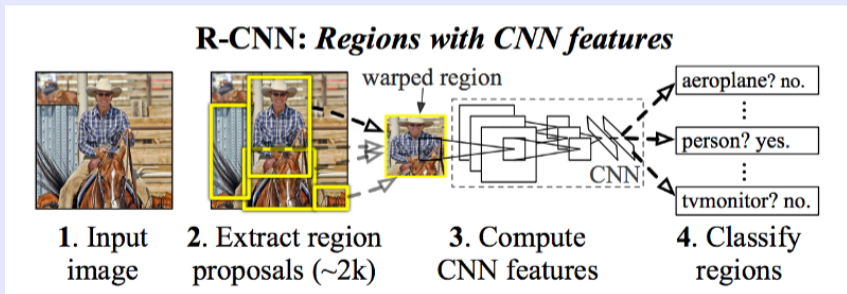 R-CNN: Regions with CNN features
warped region
aeroplane? no.
person? yes.
CNN
tvmonitor? no.
1. Input
image
2. Extract region
proposals (~2k)
3. Compute
CNN features
4. Classify
regions